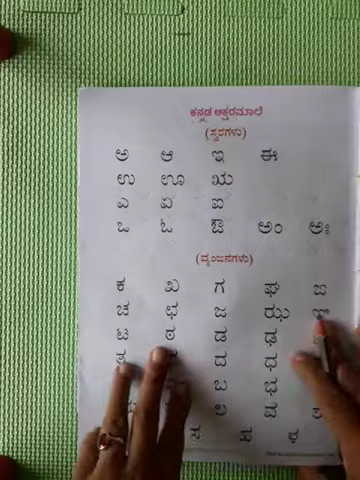 ಕನ್ನಡ ಅಕ್ಷರಮಾಲೆ
(ಸ್ವರಗಳು)
ಅ ಆ ಇ ಈ
ಉ ಊ ಋ
ಎ ಏ ಐ
ಒ ಓ ಔ ಅಂ ಅಃ
(ವ್ಯಂಜನಗಳು)
ಕ ಖ ಗ ಘ ಙ
ಚ ಛ ಜ ಝ ಞ
ಟ ಠ ಡ ಢ
ತ ದ ಧ
ಬ ಭ
ಲ
ಹ ಳ